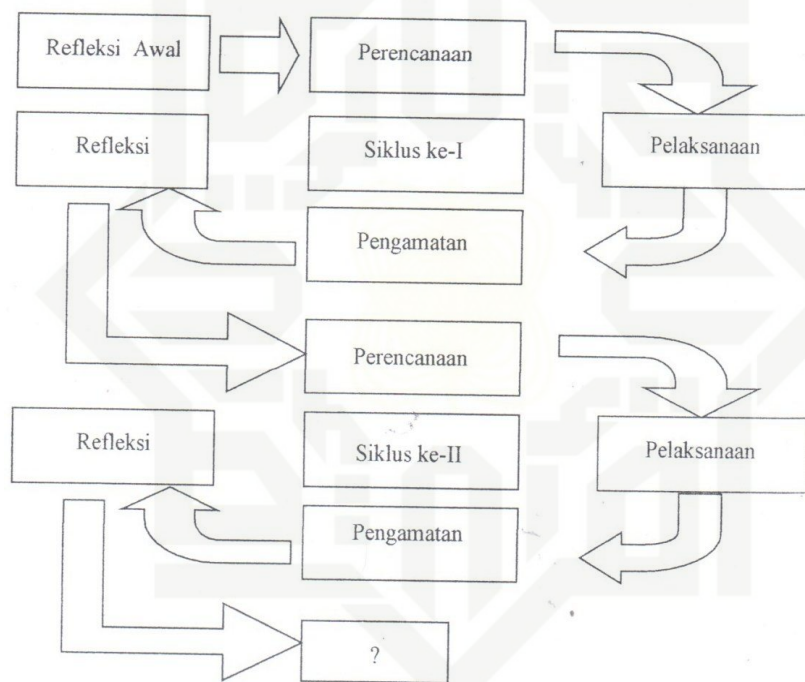 Refleksi Awal
Perencanaan
Refleksi
Siklus ke-I
Pelaksanaan
Pengamatan
Perencanaan
Refleksi
Siklus ke-II
Pelaksanaan
Pengamatan
?